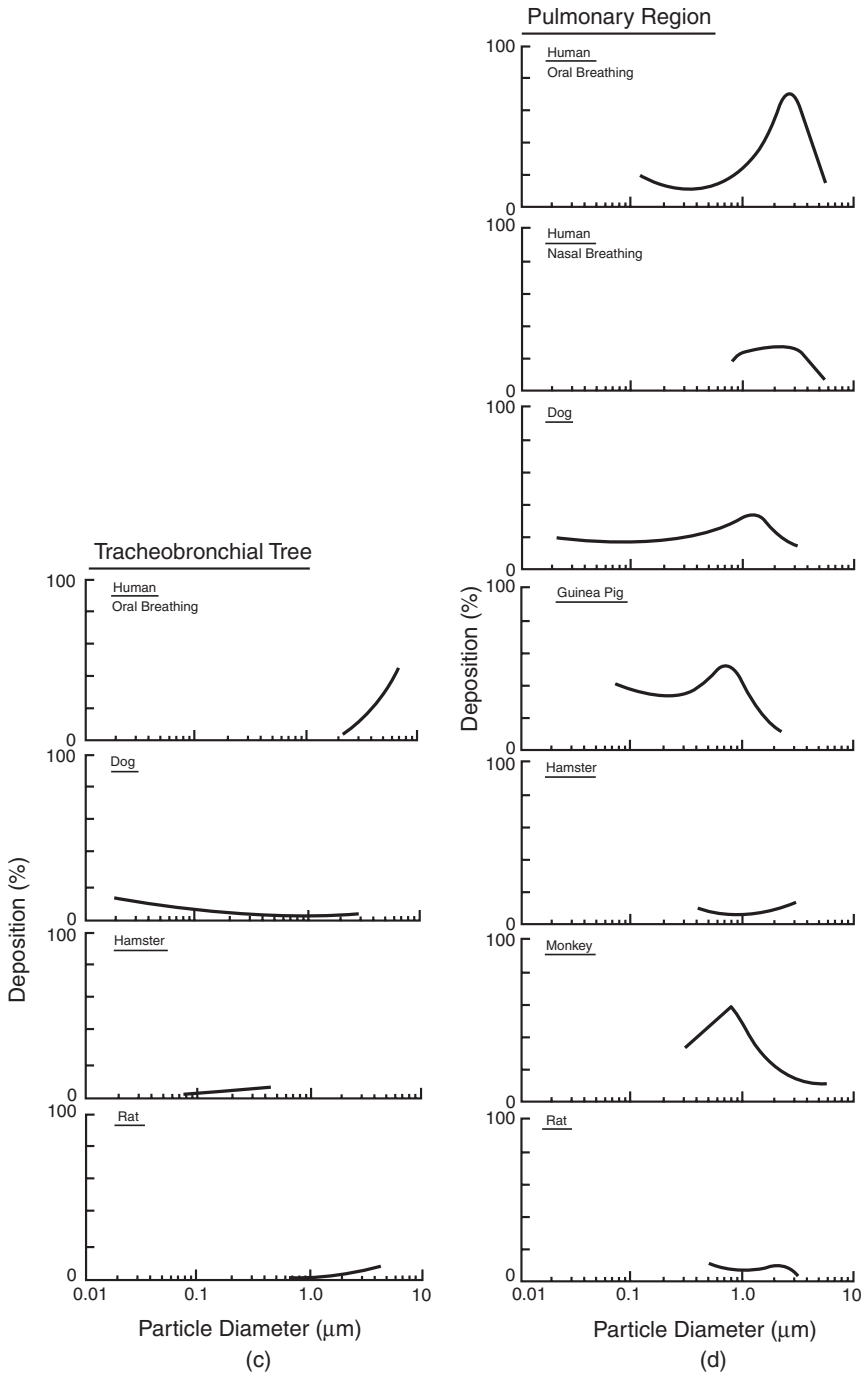 Tracheobronchial Tree
Human
Oral Breathing
100
0
Dog
100
0
Hamster
100
0
Rat
100
0
0.01 0.1 1.0 10
Deposition (%)
Particle Diameter (μm)
(c)
Pulmonary Region
100
Human
Oral Breathing
0
100
Human
Nasal Breathing
0
100
Dog
0
100
Guinea Pig
0
100
Hamster
0
100
Monkey
0
100
Rat
0
0.01 0.1 1.0 10
Deposition (%)
Particle Diameter (μm)
(d)